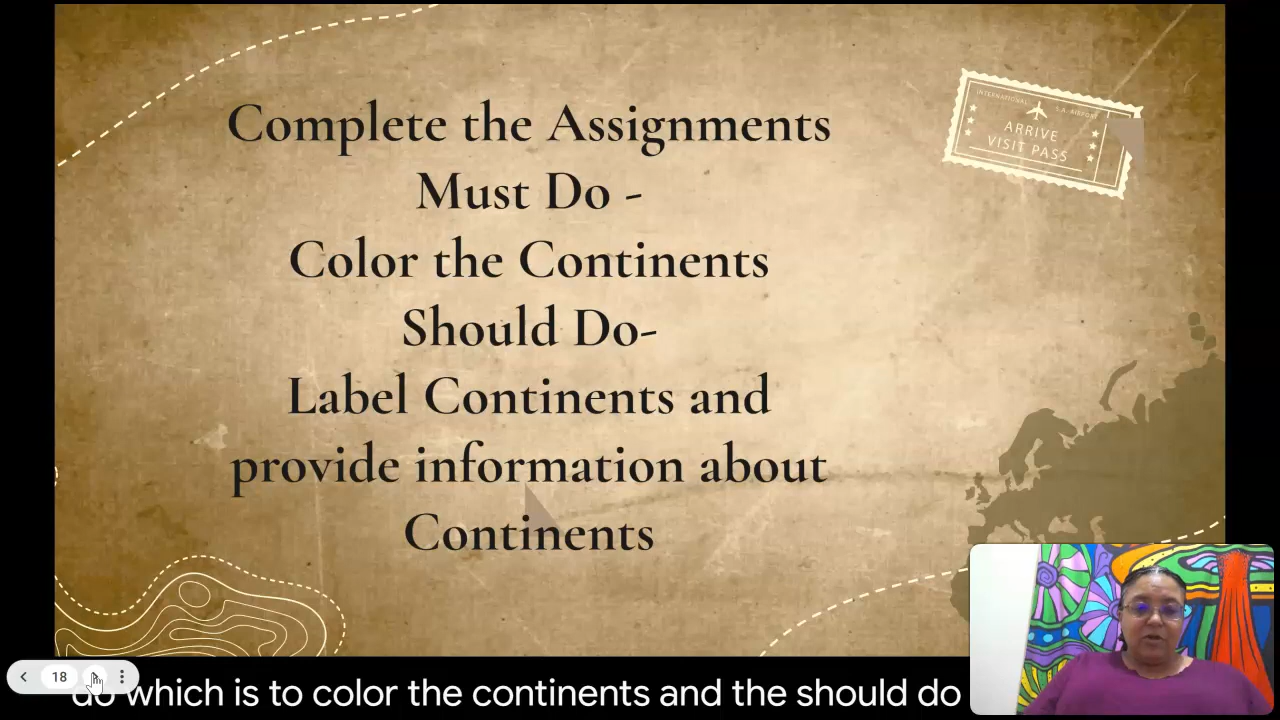 Complete the Assignments
Must Do -
Color the Continents
Should Do-
Label Continents and
provide information about
Continents
INTERNATIONAL S.A. AIRPORT
ARRIVE
VISIT PASS
18
do which is to color the continents and the should do